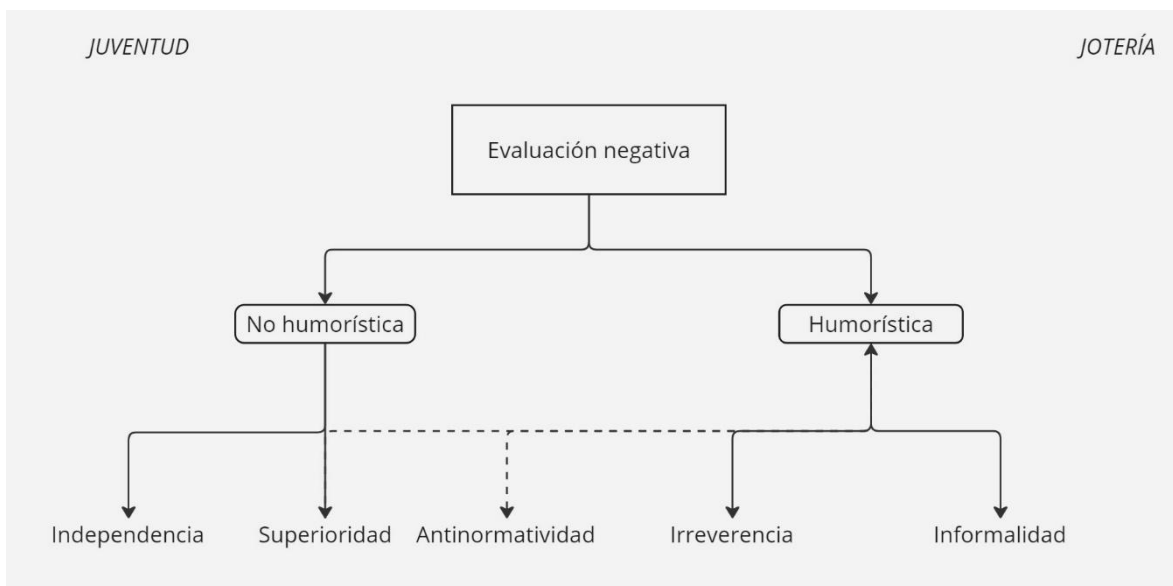 JUVENTUD
JOTERÍA
Evaluación negativa
No humorística
Humorística
Independencia
Superioridad
Antinormatividad
Irreverencia
Informalidad